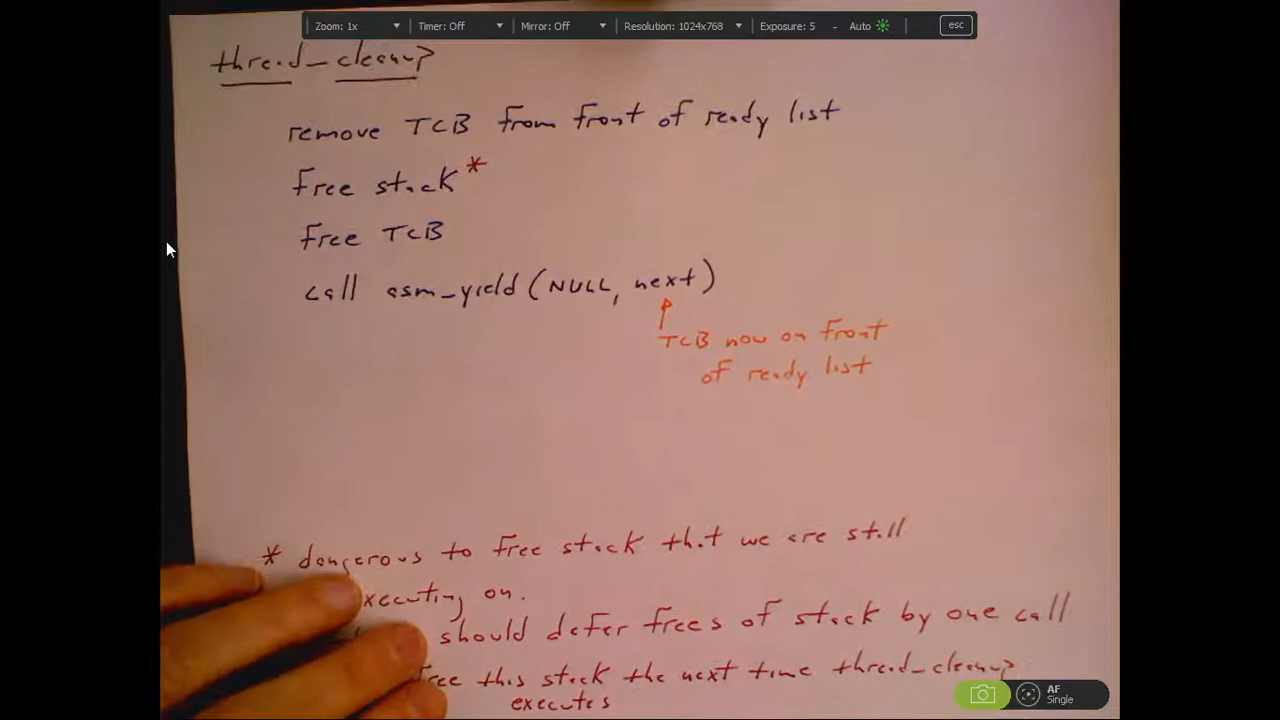 Zoom: 1x Timer: Off Mirror: Off Resolution: 1024x768 Exposure: 5 - Auto esc
thread_cleanup
remove TCB from front of ready list
free stack*
free TCB
call asm_yield(NULL, next)
TCB now on front
of ready list
* dangerous to free stack that we are still
xecuting on.
should defer frees of stack by one call
ree this stack the next time thread_cleanup
executes
AF
Single